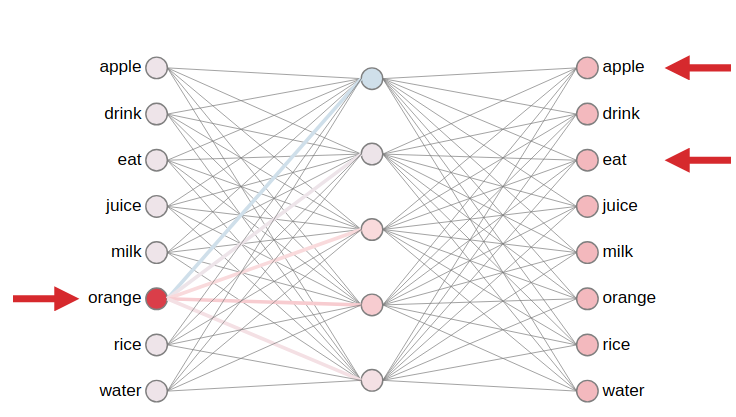 apple
drink
eat
juice
milk
orange
rice
water
apple
drink
eat
juice
milk
orange
rice
water